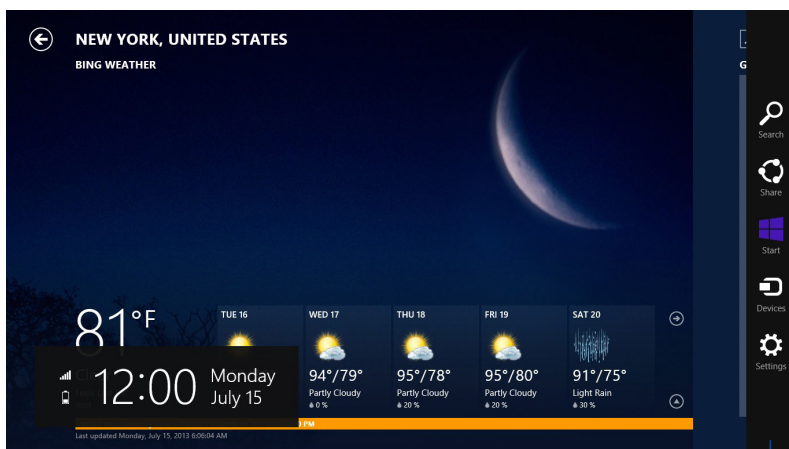 NEW YORK, UNITED STATES
BING WEATHER
G
Search
Share
Start
Devices
Settings
81°F
TUE 16
WED 17
94°/79°
Partly Cloudy
0 %
THU 18
95°/78°
Partly Cloudy
20 %
FRI 19
95°/80°
Partly Cloudy
20 %
SAT 20
91°/75°
Light Rain
30 %
12:00
Monday
July 15
PM
Last updated Monday, July 15, 2013 6:06:04 AM